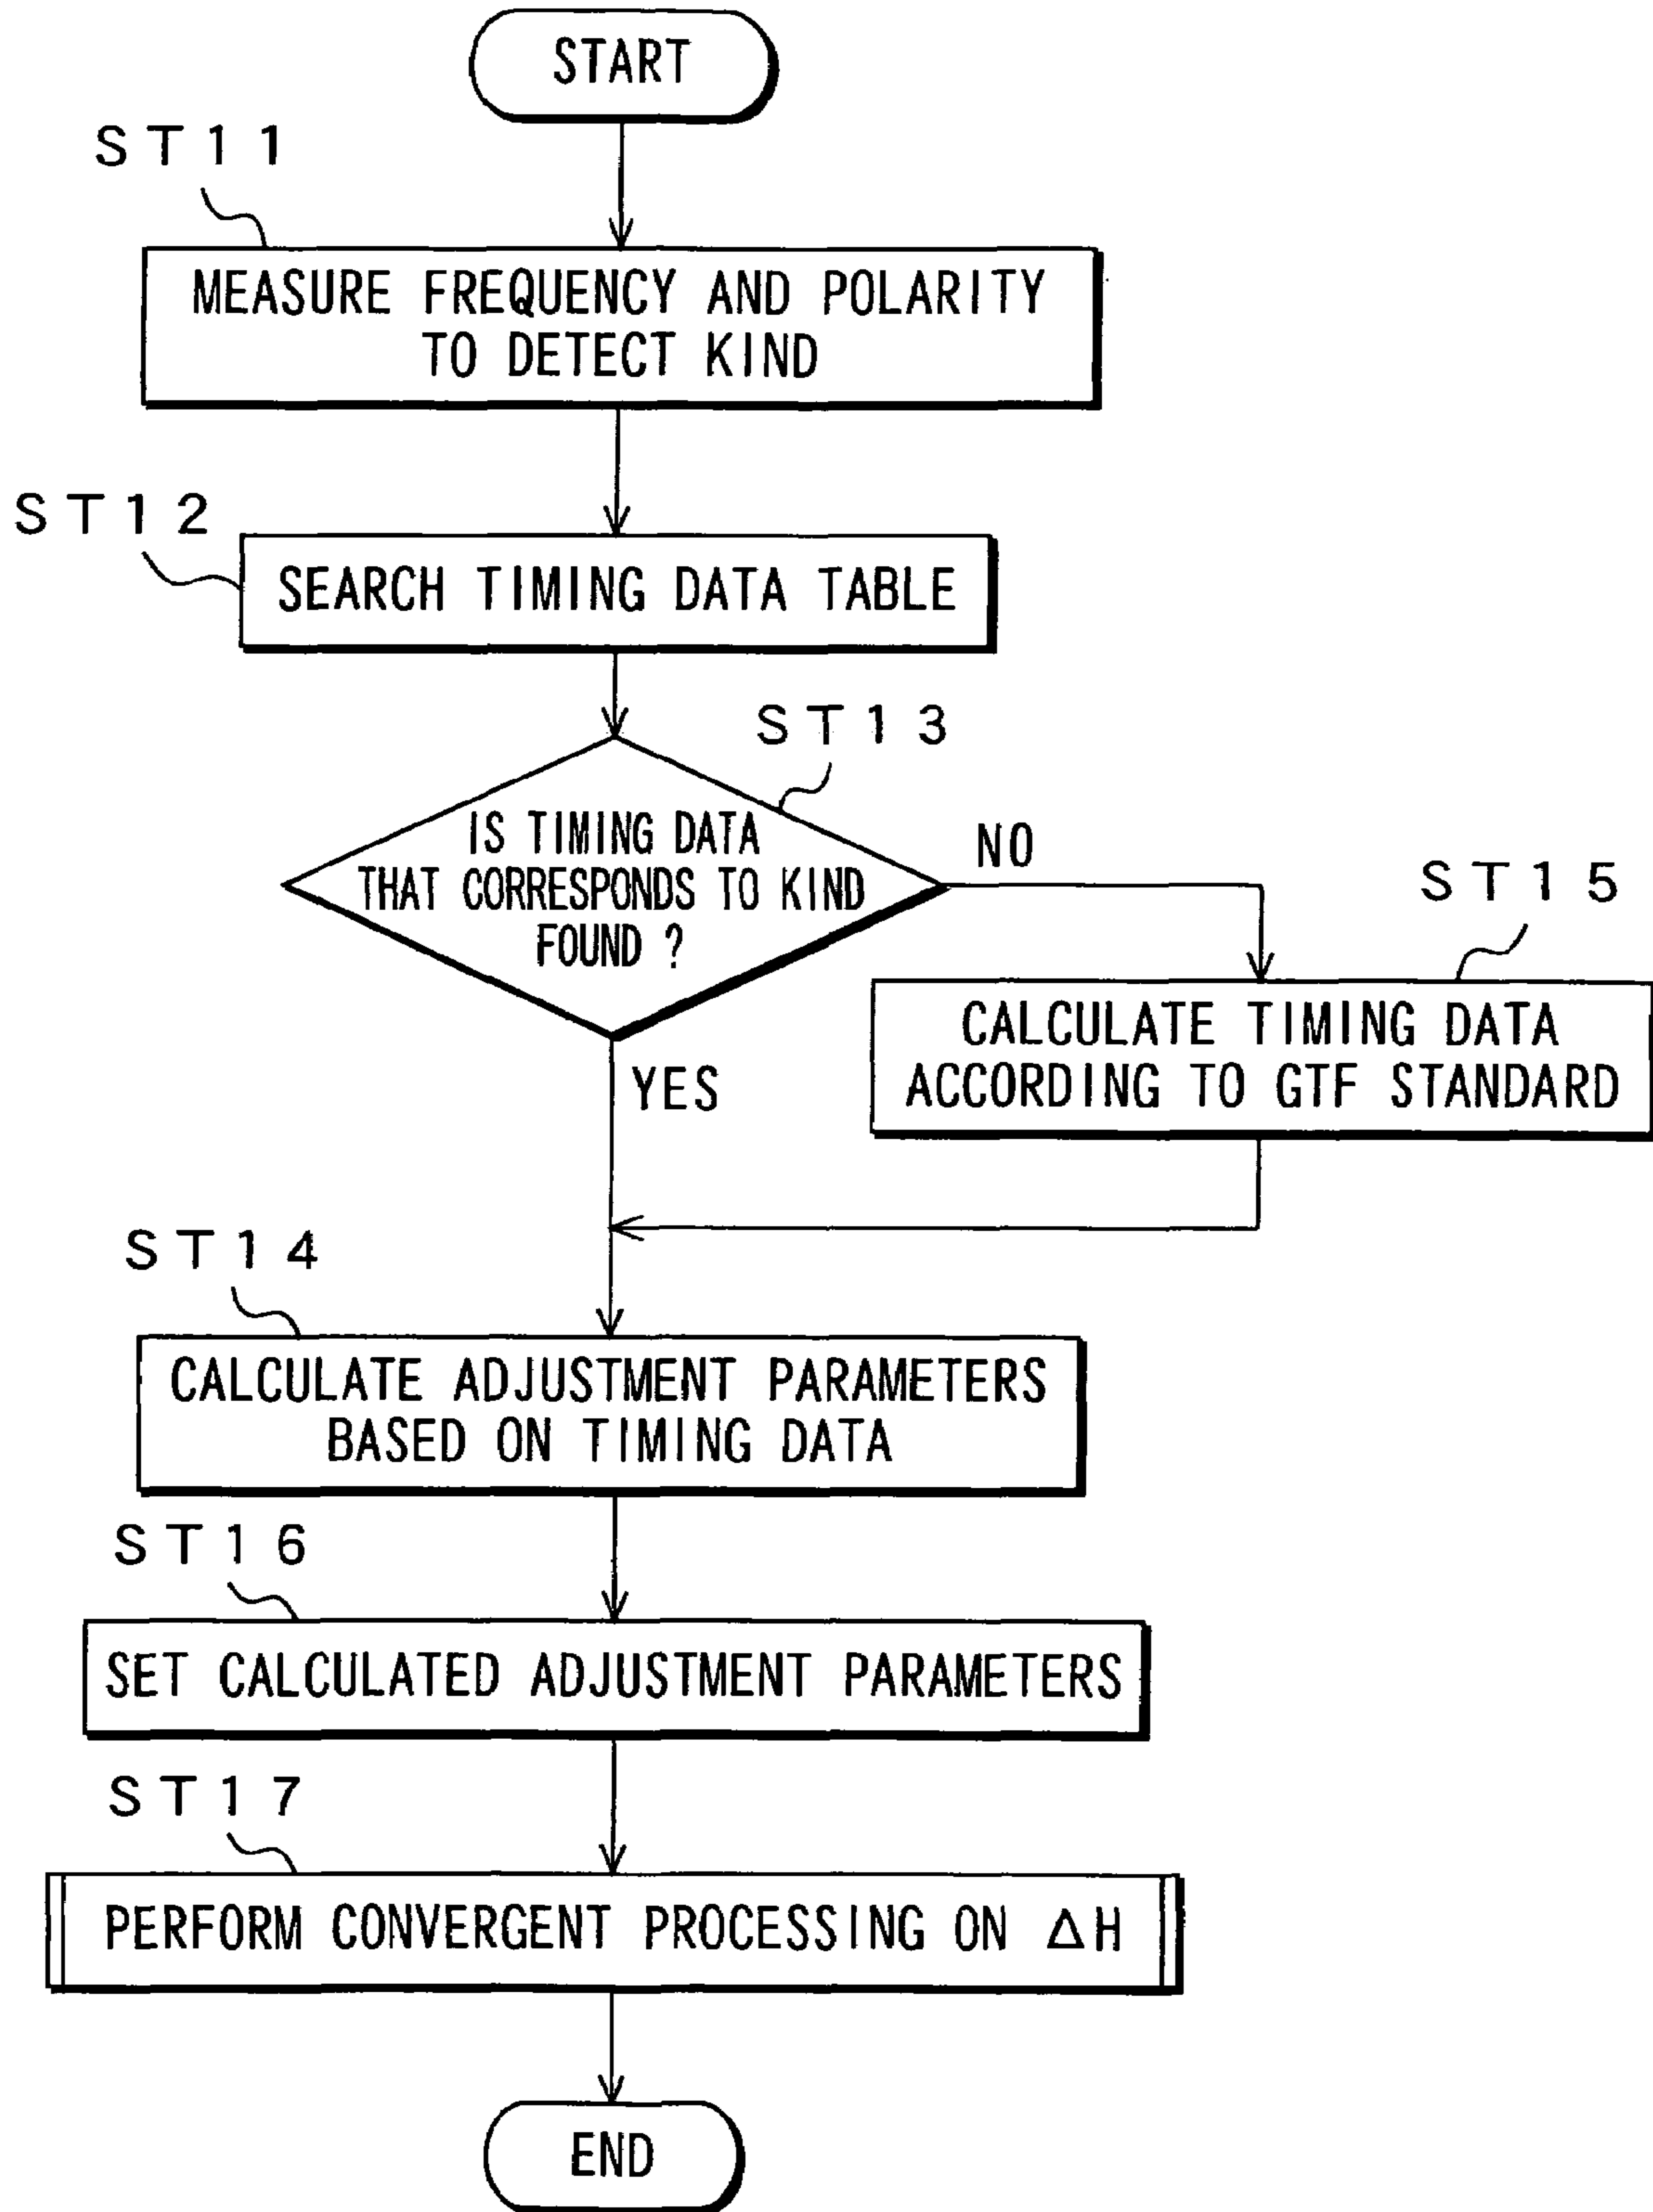 START
ST11
MEASURE FREQUENCY AND POLARITY
TO DETECT KIND
ST12
SEARCH TIMING DATA TABLE
ST13
IS TIMING DATA
THAT CORRESPONDS TO KIND
FOUND ?
NO
YES
ST15
CALCULATE TIMING DATA
ACCORDING TO GTF STANDARD
ST14
CALCULATE ADJUSTMENT PARAMETERS
BASED ON TIMING DATA
ST16
SET CALCULATED ADJUSTMENT PARAMETERS
ST17
PERFORM CONVERGENT PROCESSING ON ΔH
END